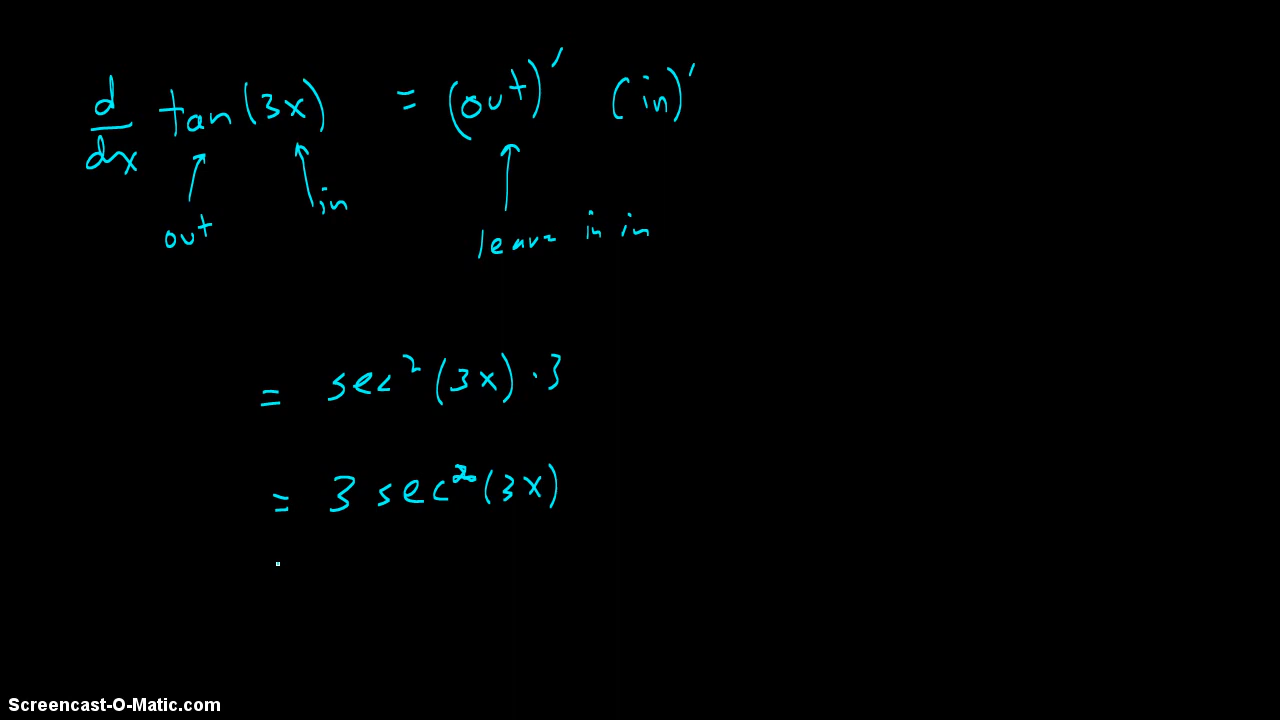 d/dx tan(3x) = (out)' (in)'
out in leave in in
= sec²(3x) · 3
= 3 sec²(3x)
Screencast-O-Matic.com